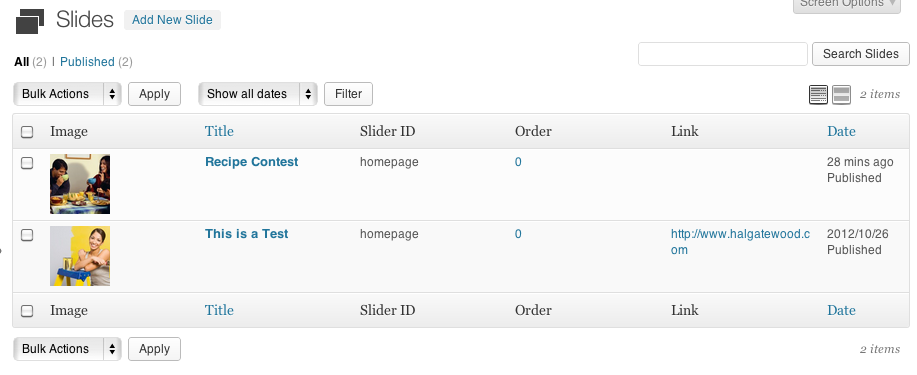 Screen Options
Slides Add New Slide
All (2) | Published (2)
Search Slides
Bulk Actions Apply Show all dates Filter 2 items
Image Title Slider ID Order Link Date
Recipe Contest homepage 0 28 mins ago
Published
This is a Test homepage 0 http://www.halgatewood.c 2012/10/26
om Published
Image Title Slider ID Order Link Date
Bulk Actions Apply 2 items